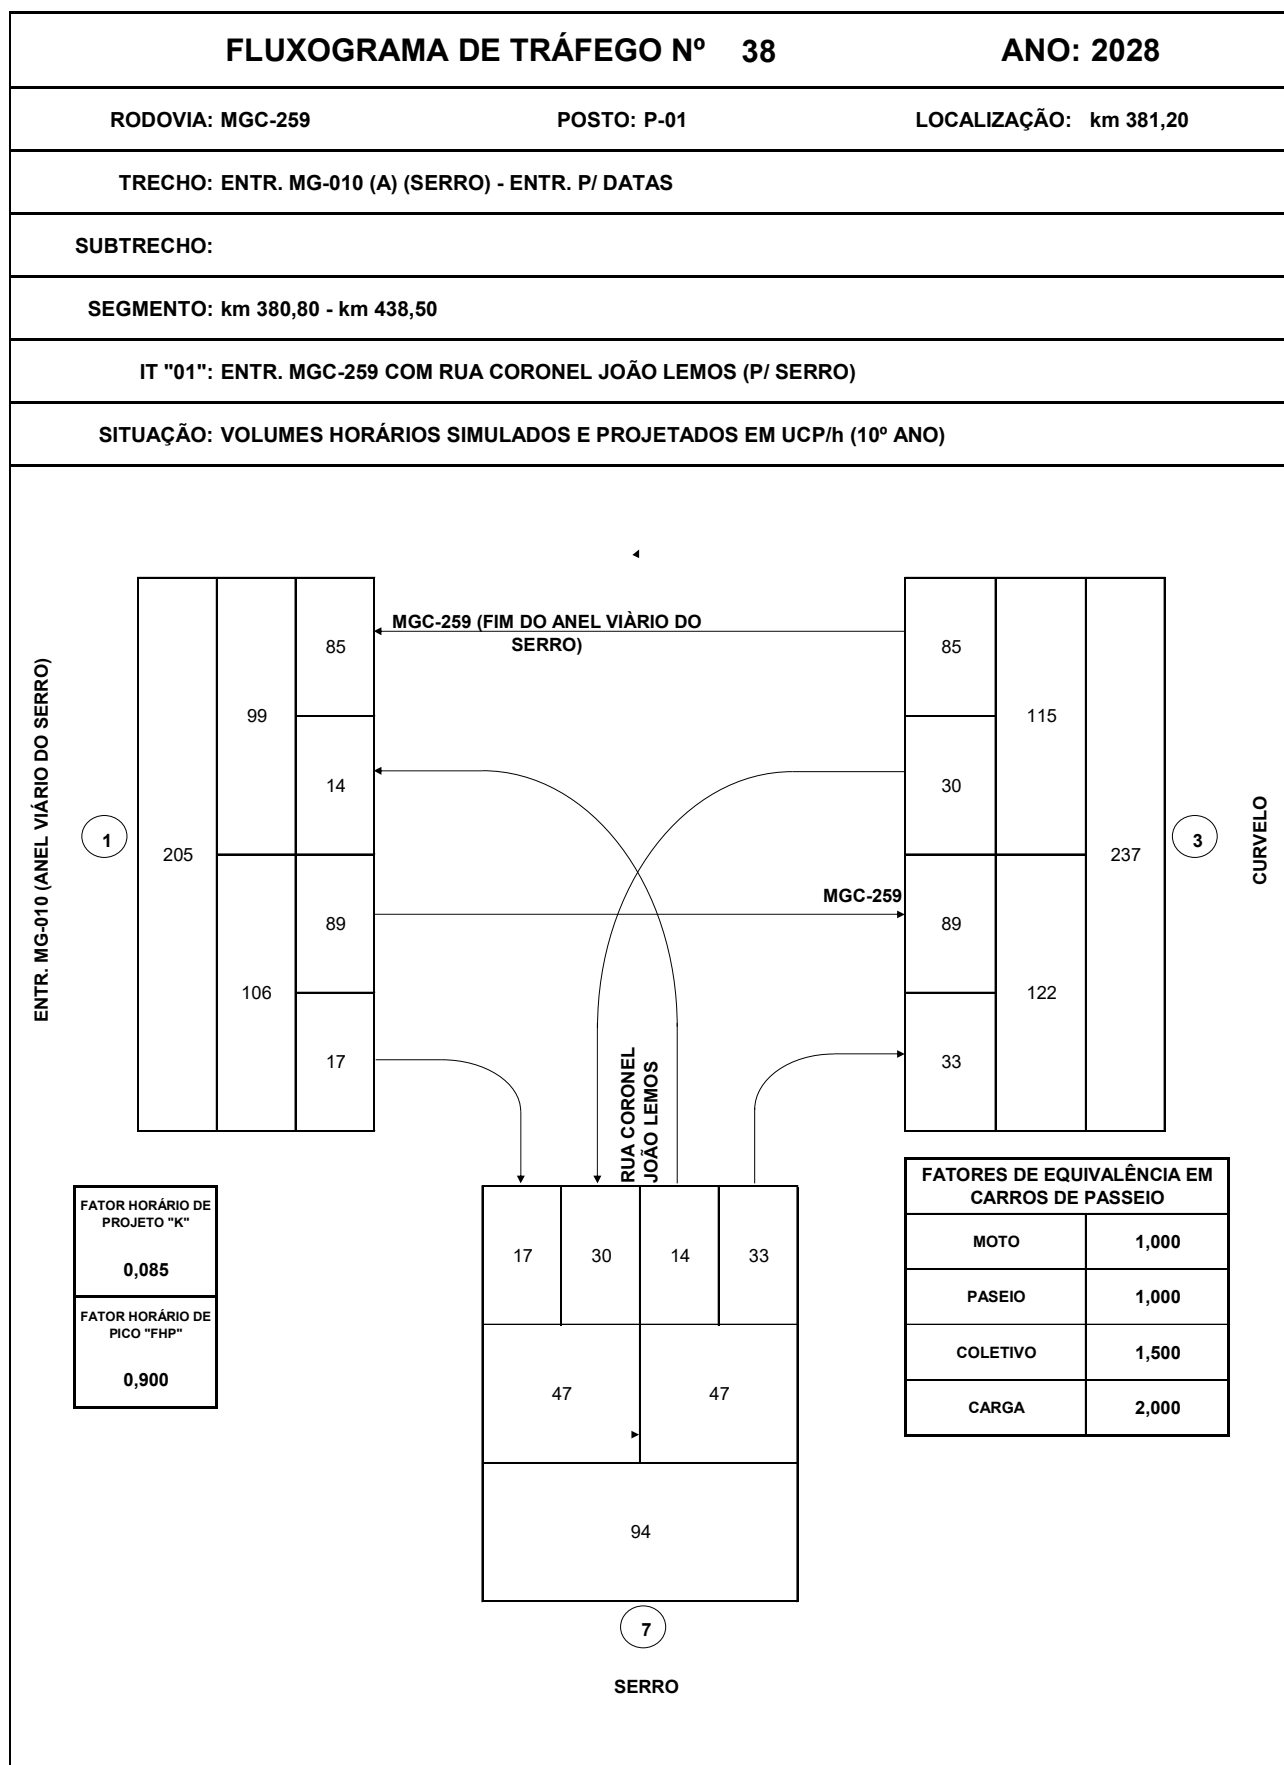 FLUXOGRAMA DE TRÁFEGO Nº 38 ANO: 2028
RODOVIA: MGC-259 POSTO: P-01 LOCALIZAÇÃO: km 381,20
TRECHO: ENTR. MG-010 (A) (SERRO) - ENTR. P/ DATAS
SUBTRECHO:
SEGMENTO: km 380,80 - km 438,50
IT "01": ENTR. MGC-259 COM RUA CORONEL JOÃO LEMOS (P/ SERRO)
SITUAÇÃO: VOLUMES HORÁRIOS SIMULADOS E PROJETADOS EM UCP/h (10º ANO)
ENTR. MG-010 (ANEL VIÁRIO DO SERRO)
1
205
99
106
85
14
89
17
MGC-259 (FIM DO ANEL VIÀRIO DO
SERRO)
MGC-259
85
30
89
33
115
122
237
3
CURVELO
RUA CORONEL
JOÃO LEMOS
17 30 14 33
47 47
94
7
SERRO
FATOR HORÁRIO DE
PROJETO "K"
0,085
FATOR HORÁRIO DE
PICO "FHP"
0,900
FATORES DE EQUIVALÊNCIA EM
CARROS DE PASSEIO
MOTO 1,000
PASEIO 1,000
COLETIVO 1,500
CARGA 2,000